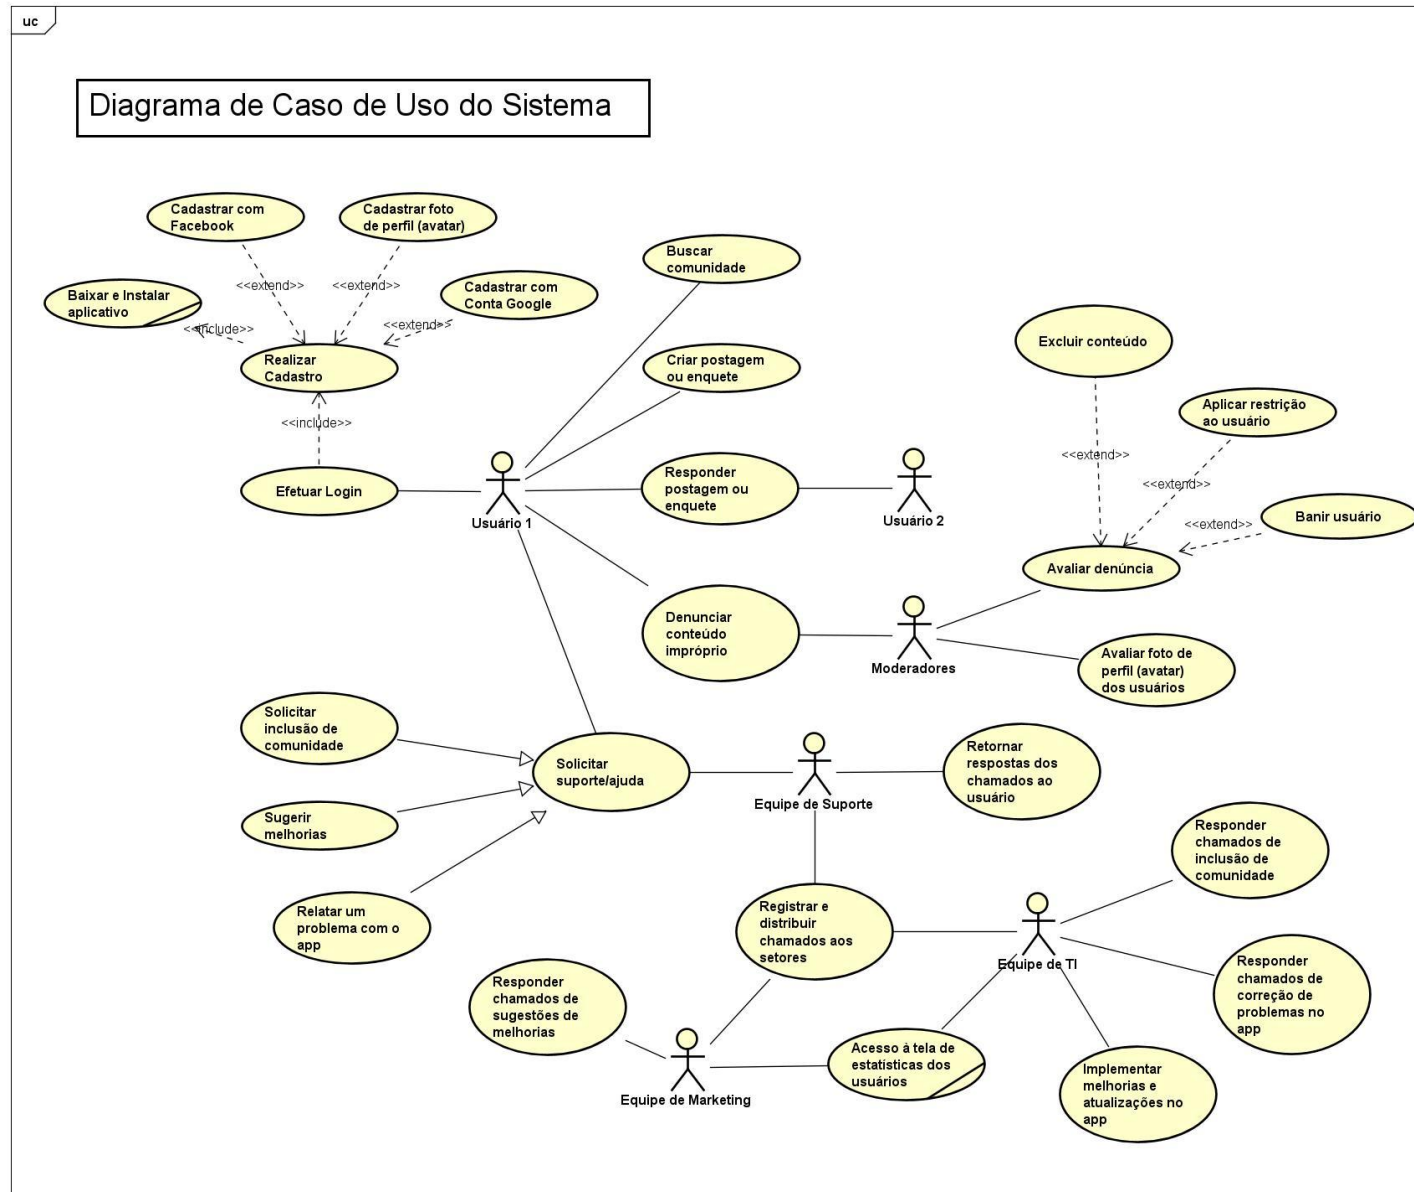 uc
Diagrama de Caso de Uso do Sistema
Cadastrar com
Facebook
Cadastrar foto
de perfil (avatar)
Buscar
comunidade
<<extend>>
<<extend>>
Baixar e Instalar
aplicativo
Cadastrar com
Conta Google
<<include>>
<<extend>>
Realizar
Cadastro
Criar postagem
ou enquete
Excluir conteúdo
Aplicar restrição
ao usuário
<<include>>
<<extend>>
Efetuar Login
Usuário 1
Responder
postagem ou
enquete
Usuário 2
<<extend>>
<<extend>>
Banir usuário
Avaliar denúncia
Denunciar
conteúdo
impróprio
Moderadores
Avaliar foto de
perfil (avatar)
dos usuários
Solicitar
inclusão de
comunidade
Solicitar
suporte/ajuda
Equipe de Suporte
Retornar
respostas dos
chamados ao
usuário
Sugerir
melhorias
Responder
chamados de
inclusão de
comunidade
Relatar um
problema com o
app
Registrar e
distribuir
chamados aos
setores
Equipe de TI
Responder
chamados de
correção de
problemas no
app
Responder
chamados de
sugestões de
melhorias
Equipe de Marketing
Acesso à tela de
estatísticas dos
usuários
Implementar
melhorias e
atualizações no
app